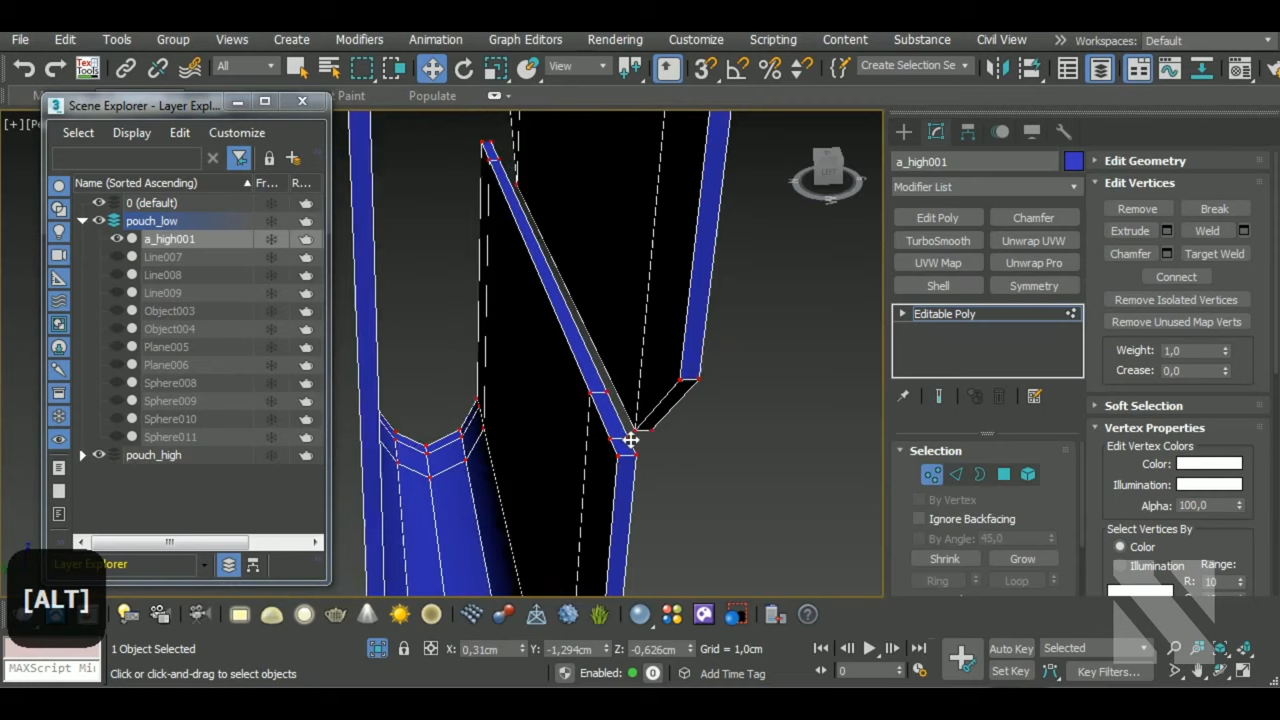 File Edit Tools Group Views Create Modifiers Animation Graph Editors Rendering Customize Scripting Content Substance Civil View Workspaces: Default
All View Create Selection Se
Populate
Scene Explorer - Layer Expl...
Select Display Edit Customize
Name (Sorted Ascending) Fr... R...
0 (default)
pouch_low
a_high001
Line007
Line008
Line009
Object003
Object004
Plane005
Plane006
Sphere008
Sphere009
Sphere010
Sphere011
pouch_high
Layer Explorer
[ALT]
a_high001
Modifier List
Edit Poly Chamfer
TurboSmooth Unwrap UVW
UVW Map Unwrap Pro
Shell Symmetry
Editable Poly
Selection
By Vertex
Ignore Backfacing
By Angle: 45,0
Shrink Grow
Ring Loop
Edit Geometry
Edit Vertices
Remove Break
Extrude Weld
Chamfer Target Weld
Connect
Remove Isolated Vertices
Remove Unused Map Verts
Weight: 1,0
Crease: 0,0
Soft Selection
Vertex Properties
Edit Vertex Colors
Color:
Illumination:
Alpha: 100,0
Select Vertices By
Color
Illumination Range:
R: 10
1 Object Selected X: 0,31cm Y: -1,294cm Z: -0,626cm Grid = 1,0cm Auto Key Selected
MAXScript Mi Click or click-and-drag to select objects Enabled: 0 Add Time Tag 0 Set Key Key Filters...